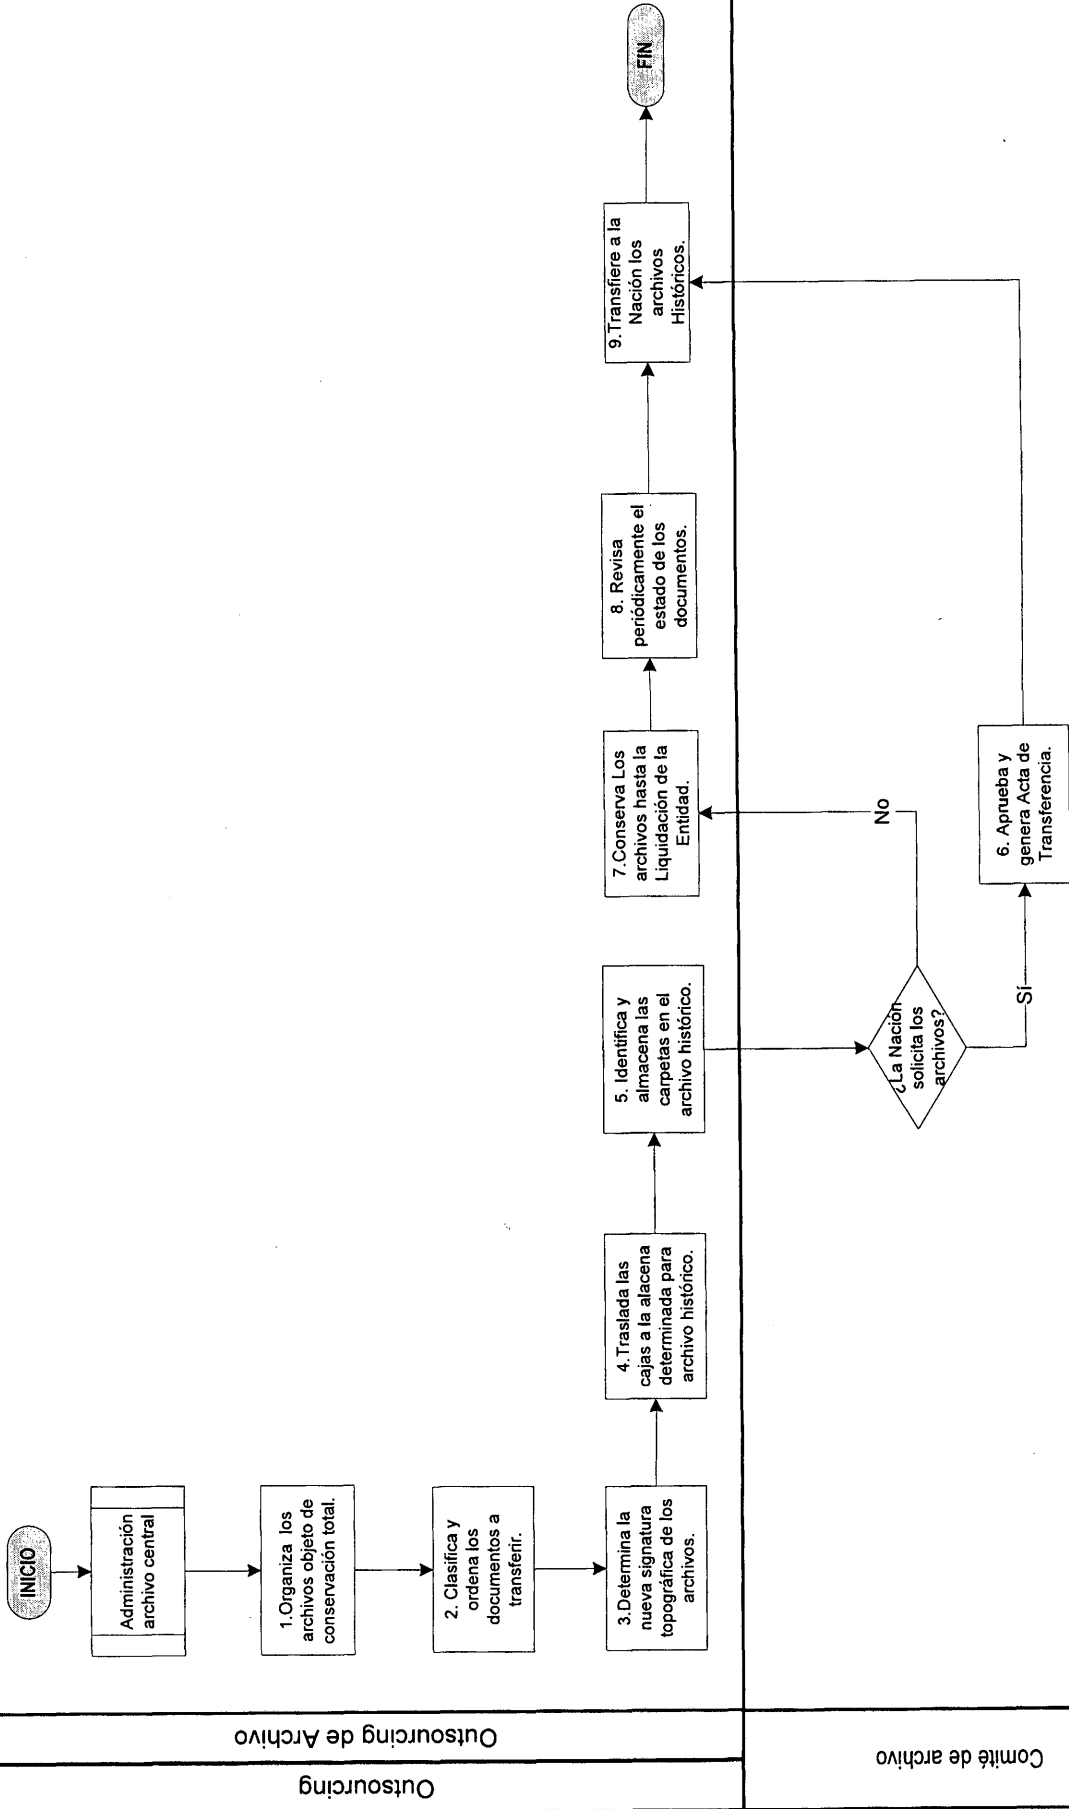 Outsourcing
Outsourcing de Archivo
INICIO
Administración
archivo central
1.Organiza los
archivos objeto de
conservación total.
2. Clasifica y
ordena los
documentos a
transferir.
3.Determina la
nueva signatura
topográfica de los
archivos.
4.Traslada las
cajas a la alacena
determinada para
archivo histórico.
5. Identifica y
almacena las
carpetas en el
archivo histórico.
7.Conserva Los
archivos hasta la
Liquidación de la
Entidad.
8. Revisa
periódicamente el
estado de los
documentos.
9.Transfiere a la
Nación los
archivos
Históricos.
FIN
Comité de archivo
¿La Nación
solicita los
archivos?
No
Sí
6. Aprueba y
genera Acta de
Transferencia.